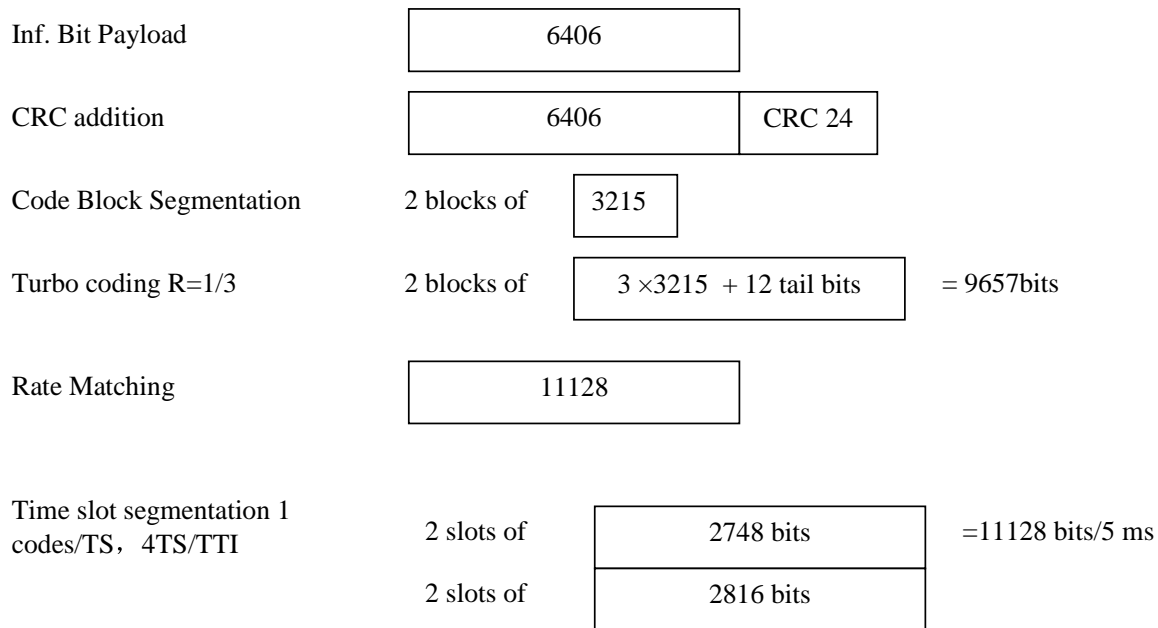 Inf. Bit Payload 6406
CRC addition 6406 CRC 24
Code Block Segmentation 2 blocks of 3215
Turbo coding R=1/3 2 blocks of 3 ×3215 + 12 tail bits = 9657bits
Rate Matching 11128
Time slot segmentation 1
codes/TS，4TS/TTI
2 slots of 2748 bits =11128 bits/5 ms
2 slots of 2816 bits